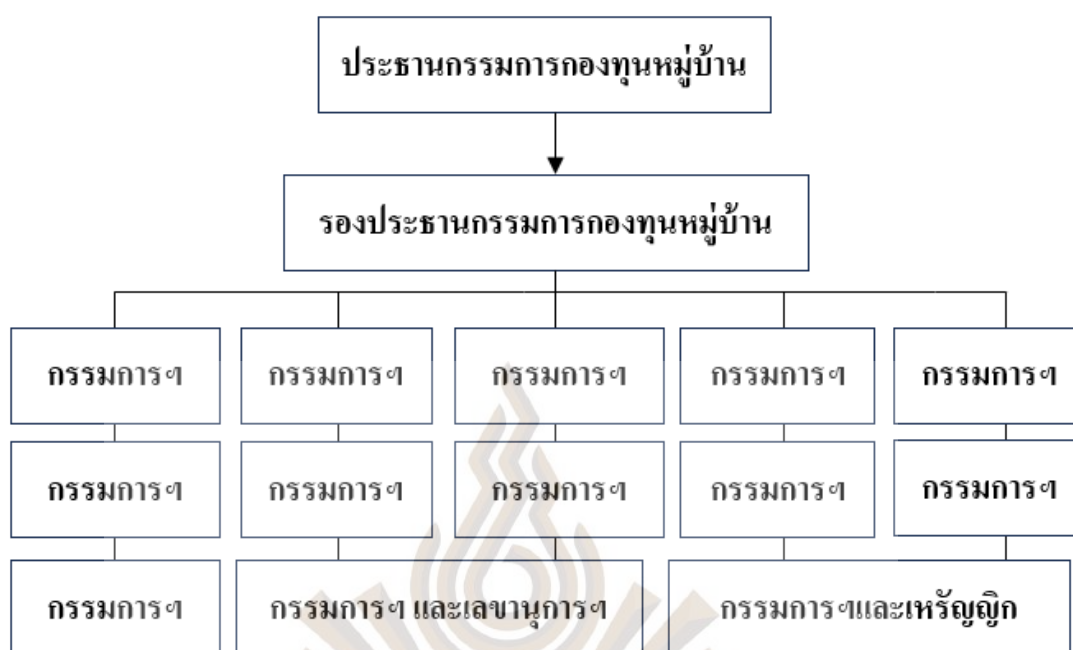 ประธานกรรมการกองทุนหมู่บ้าน
รองประธานกรรมการกองทุนหมู่บ้าน
กรรมการฯ กรรมการฯ กรรมการฯ กรรมการฯ กรรมการฯ
กรรมการฯ กรรมการฯ กรรมการฯ กรรมการฯ กรรมการฯ
กรรมการฯ กรรมการฯ และเลขานุการฯ กรรมการฯและเหรัญญิก